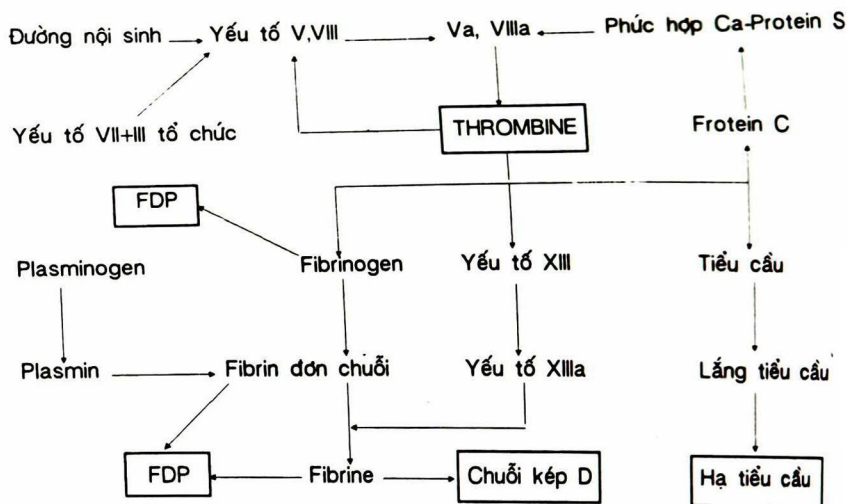 Đường nội sinh Yếu tố V,VIII Va, VIIIa Phức hợp Ca-Protein S
Yếu tố VII+III tổ chức THROMBINE Frotein C
FDP
Plasminogen Fibrinogen Yếu tố XIII Tiểu cầu
Plasmin Fibrin đơn chuỗi Yếu tố XIIIa Lắng tiểu cầu
FDP Fibrine Chuỗi kép D Hạ tiểu cầu